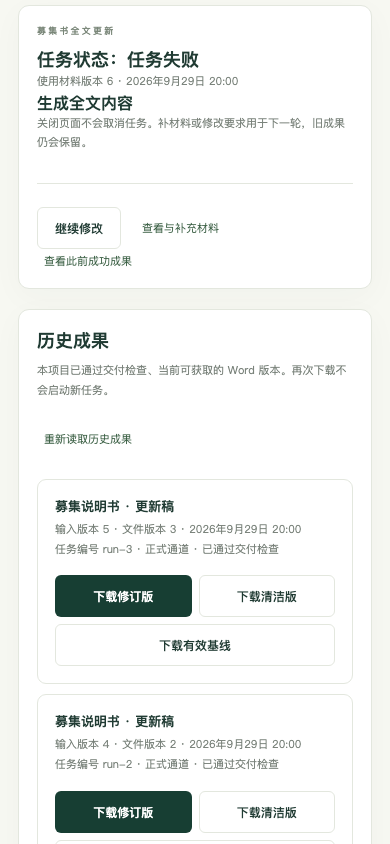 募集书全文更新
任务状态：任务失败
使用材料版本 6 · 2026年9月29日 20:00
生成全文内容
关闭页面不会取消任务。补材料或修改要求用于下一轮，旧成果
仍会保留。
继续修改
查看与补充材料
查看此前成功成果
历史成果
本项目已通过交付检查、当前可获取的 Word 版本。再次下载不
会启动新任务。
重新读取历史成果
募集说明书 · 更新稿
输入版本 5 · 文件版本 3 · 2026年9月29日 20:00
任务编号 run-3 · 正式通道 · 已通过交付检查
下载修订版
下载清洁版
下载有效基线
募集说明书 · 更新稿
输入版本 4 · 文件版本 2 · 2026年9月29日 20:00
任务编号 run-2 · 正式通道 · 已通过交付检查
下载修订版
下载清洁版